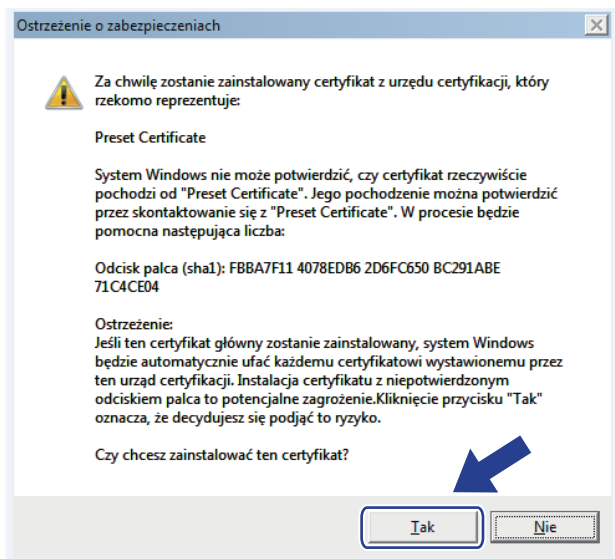 Ostrzeżenie o zabezpieczeniach
Za chwilę zostanie zainstalowany certyfikat z urzędu certyfikacji, który
rzekomo reprezentuje:
Preset Certificate
System Windows nie może potwierdzić, czy certyfikat rzeczywiście
pochodzi od "Preset Certificate". Jego pochodzenie można potwierdzić
przez skontaktowanie się z "Preset Certificate". W procesie będzie
pomocna następująca liczba:
Odcisk palca (sha1): FBBA7F11 4078EDB6 2D6FC650 BC291ABE
71C4CE04
Ostrzeżenie:
Jeśli ten certyfikat główny zostanie zainstalowany, system Windows
będzie automatycznie ufać każdemu certyfikatowi wystawionemu przez
ten urząd certyfikacji. Instalacja certyfikatu z niepotwierdzonym
odciskiem palca to potencjalne zagrożenie.Kliknięcie przycisku "Tak"
oznacza, że decydujesz się podjąć to ryzyko.
Czy chcesz zainstalować ten certyfikat?
Tak
Nie